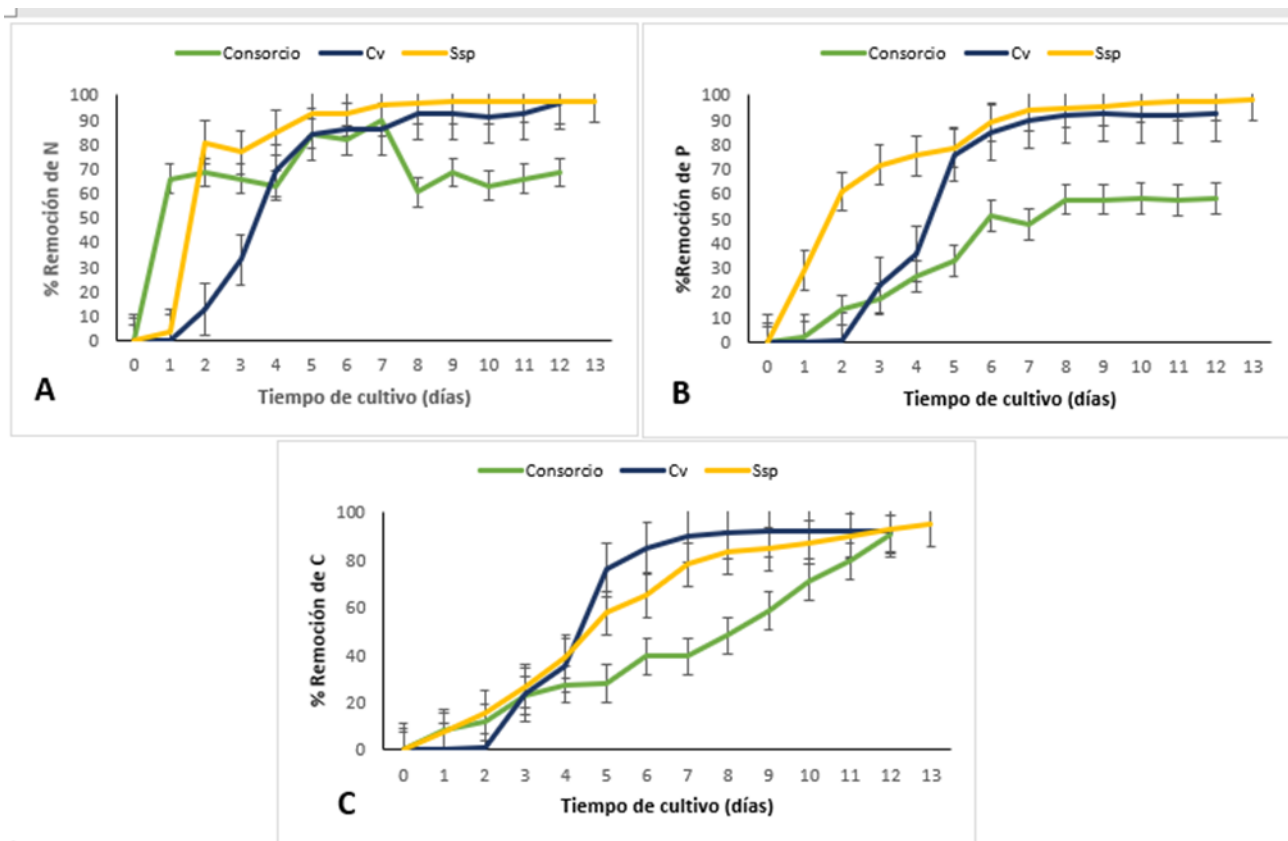 Consorcio Cv Ssp
100
90
80
70
60
50
40
30
20
10
0
% Remoción de N
0 1 2 3 4 5 6 7 8 9 10 11 12 13
Tiempo de cultivo (días)
A
Consorcio Cv Ssp
100
90
80
70
60
50
40
30
20
10
0
%Remoción de P
0 1 2 3 4 5 6 7 8 9 10 11 12 13
Tiempo de cultivo (días)
B
Consorcio Cv Ssp
100
80
60
40
20
0
% Remoción de C
0 1 2 3 4 5 6 7 8 9 10 11 12 13
Tiempo de cultivo (días)
C